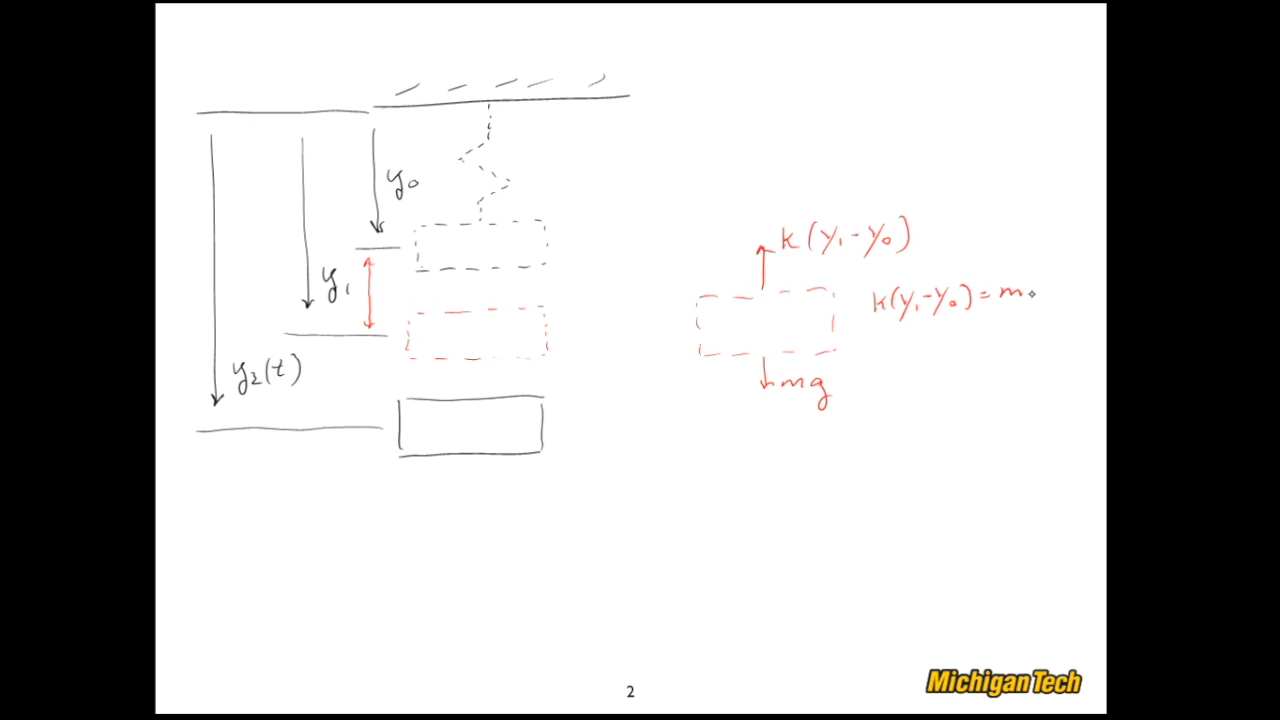 y₀
k(y₁-y₀)
y₁
k(y₁-y₀) = m
y₂(t)
mg
2
Michigan Tech